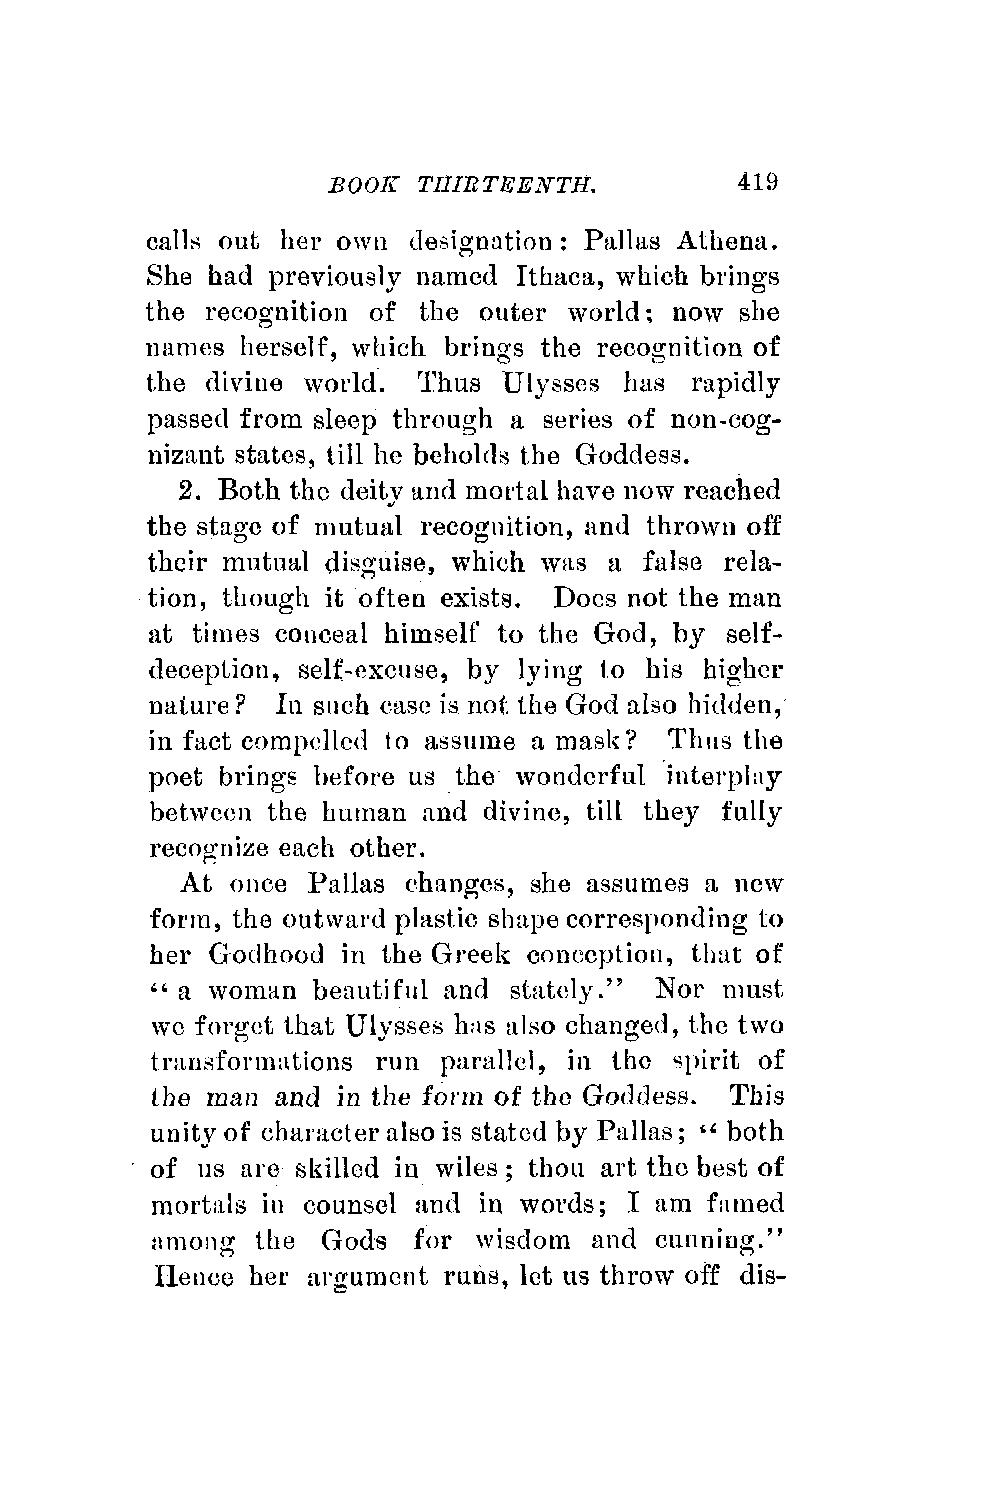 BOOK THIRTEENTH. 419
calls out her own designation: Pallas Athena.
She had previously named Ithaca, which brings
the recognition of the outer world; now she
names herself, which brings the recognition of
the divine world. Thus Ulysses has rapidly
passed from sleep through a series of non-cog-
nizant states, till he beholds the Goddess.
2. Both the deity and mortal have now reached
the stage of mutual recognition, and thrown off
their mutual disguise, which was a false rela-
tion, though it often exists. Does not the man
at times conceal himself to the God, by self-
deception, self-excuse, by lying to his higher
nature? In such case is not the God also hidden,
in fact compelled to assume a mask? Thus the
poet brings before us the wonderful interplay
between the human and divine, till they fully
recognize each other.
At once Pallas changes, she assumes a new
form, the outward plastic shape corresponding to
her Godhood in the Greek conception, that of
“ a woman beautiful and stately.” Nor must
we forget that Ulysses has also changed, the two
transformations run parallel, in the spirit of
the man and in the form of the Goddess. This
unity of character also is stated by Pallas; “ both
of us are skilled in wiles; thou art the best of
mortals in counsel and in words; I am famed
among the Gods for wisdom and cunning.”
Hence her argument runs, let us throw off dis-